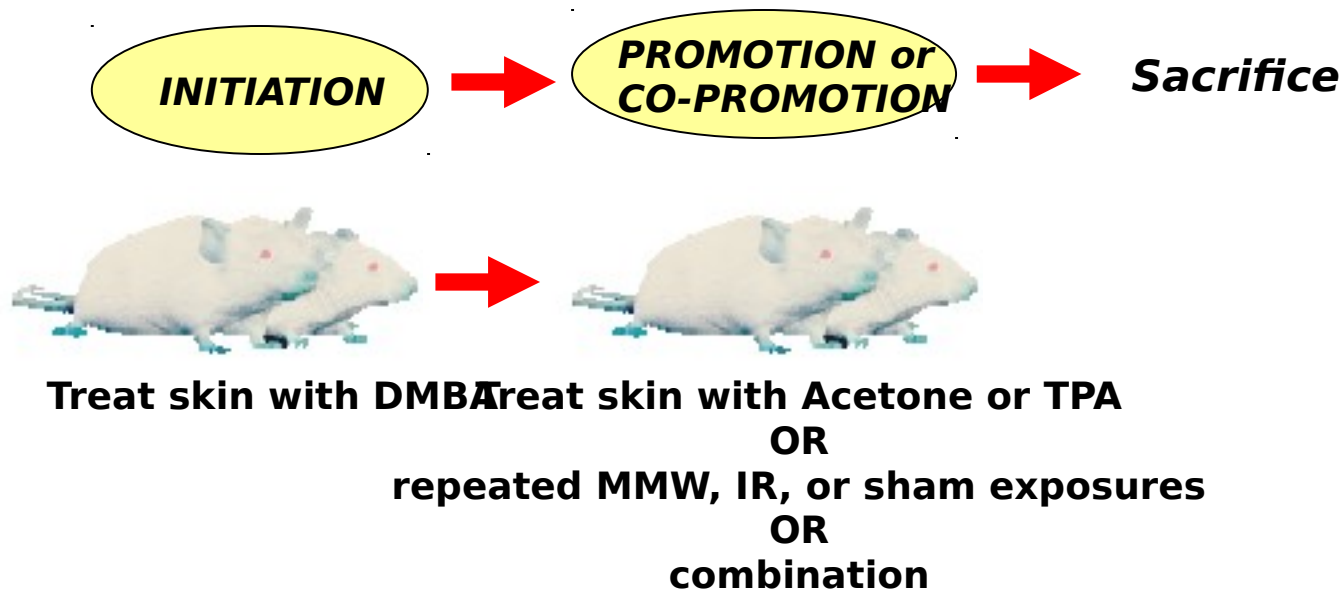 INITIATION
PROMOTION or
CO-PROMOTION
Sacrifice
Treat skin with DMBA
Treat skin with Acetone or TPA
OR
repeated MMW, IR, or sham exposures
OR
combination